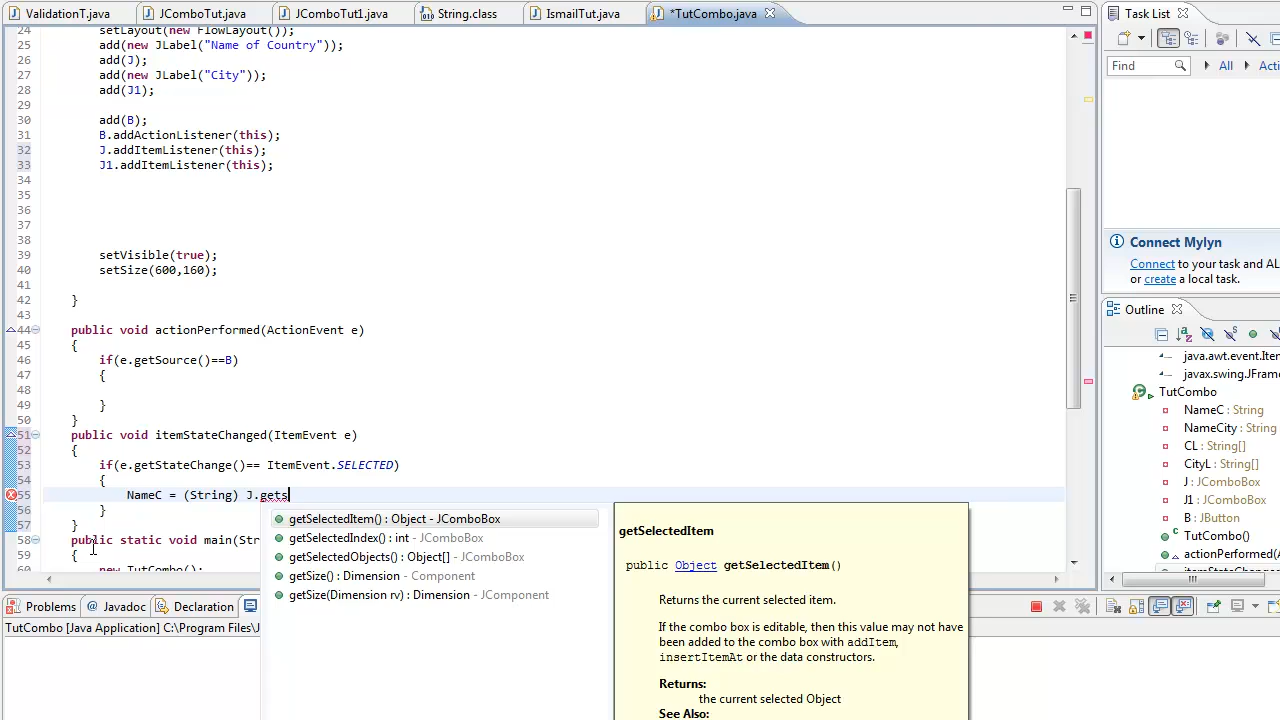 ValidationT.java
JComboTut.java
JComboTut1.java
String.class
IsmailTut.java
*TutCombo.java
Task List
24 setLayout(new FlowLayout());
25 add(new JLabel("Name of Country"));
26 add(J);
27 add(new JLabel("City"));
28 add(J1);
29
30 add(B);
31 B.addActionListener(this);
32 J.addItemListener(this);
33 J1.addItemListener(this);
34
35
36
37
38
39 setVisible(true);
40 setSize(600,160);
41
42 }
43
44 public void actionPerformed(ActionEvent e)
45 {
46 if(e.getSource()==B)
47 {
48
49 }
50 }
51 public void itemStateChanged(ItemEvent e)
52 {
53 if(e.getStateChange()== ItemEvent.SELECTED)
54 {
55 NameC = (String) J.gets
56 }
57 }
58 public static void main(Str
59 {
new TutCombo();
getSelectedItem() : Object - JComboBox
getSelectedIndex() : int - JComboBox
getSelectedObjects() : Object[] - JComboBox
getSize() : Dimension - Component
getSize(Dimension rv) : Dimension - JComponent
getSelectedItem
public Object getSelectedItem()
Returns the current selected item.
If the combo box is editable, then this value may not have
been added to the combo box with addItem,
insertItemAt or the data constructors.
Returns:
the current selected Object
See Also:
Find
All
Acti
Connect Mylyn
Connect to your task and AL
or create a local task.
Outline
java.awt.event.Iter
javax.swing.JFram
TutCombo
NameC : String
NameCity : String
CL : String[]
CityL : String[]
J : JComboBox
J1 : JComboBox
B : JButton
TutCombo()
actionPerformed(A
Problems
@ Javadoc
Declaration
TutCombo [Java Application] C:\Program Files\J